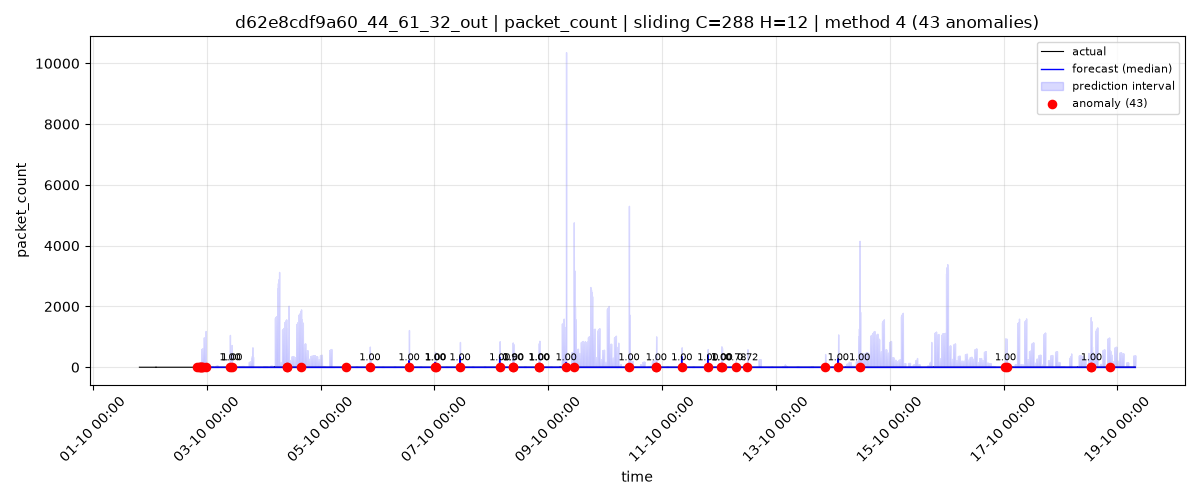 d62e8cdf9a60_44_61_32_out | packet_count | sliding C=288 H=12 | method 4 (43 anomalies)
actual
forecast (median)
prediction interval
anomaly (43)
packet_count
10000
8000
6000
4000
2000
0
1.00 1.00 1.00 1.00 1.00 1.00 1.00 1.00 1.00 1.00 1.00 1.00 1.00 1.00 1.00 1.00
01-10 00:00
03-10 00:00
05-10 00:00
07-10 00:00
09-10 00:00
11-10 00:00
13-10 00:00
15-10 00:00
17-10 00:00
19-10 00:00
time